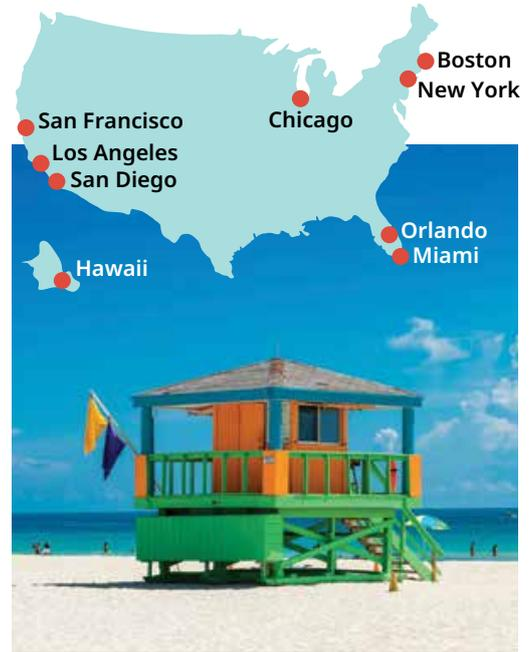 Boston
New York
Chicago
San Francisco
Los Angeles
San Diego
Orlando
Miami
Hawaii